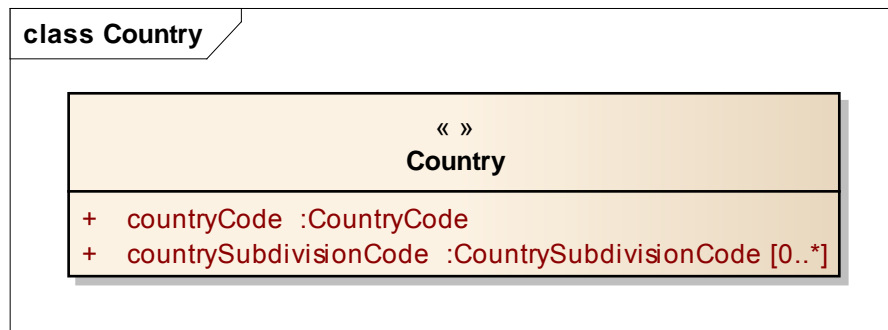 class Country
« »
Country
+ countryCode :CountryCode
+ countrySubdivisionCode :CountrySubdivisionCode [0..*]